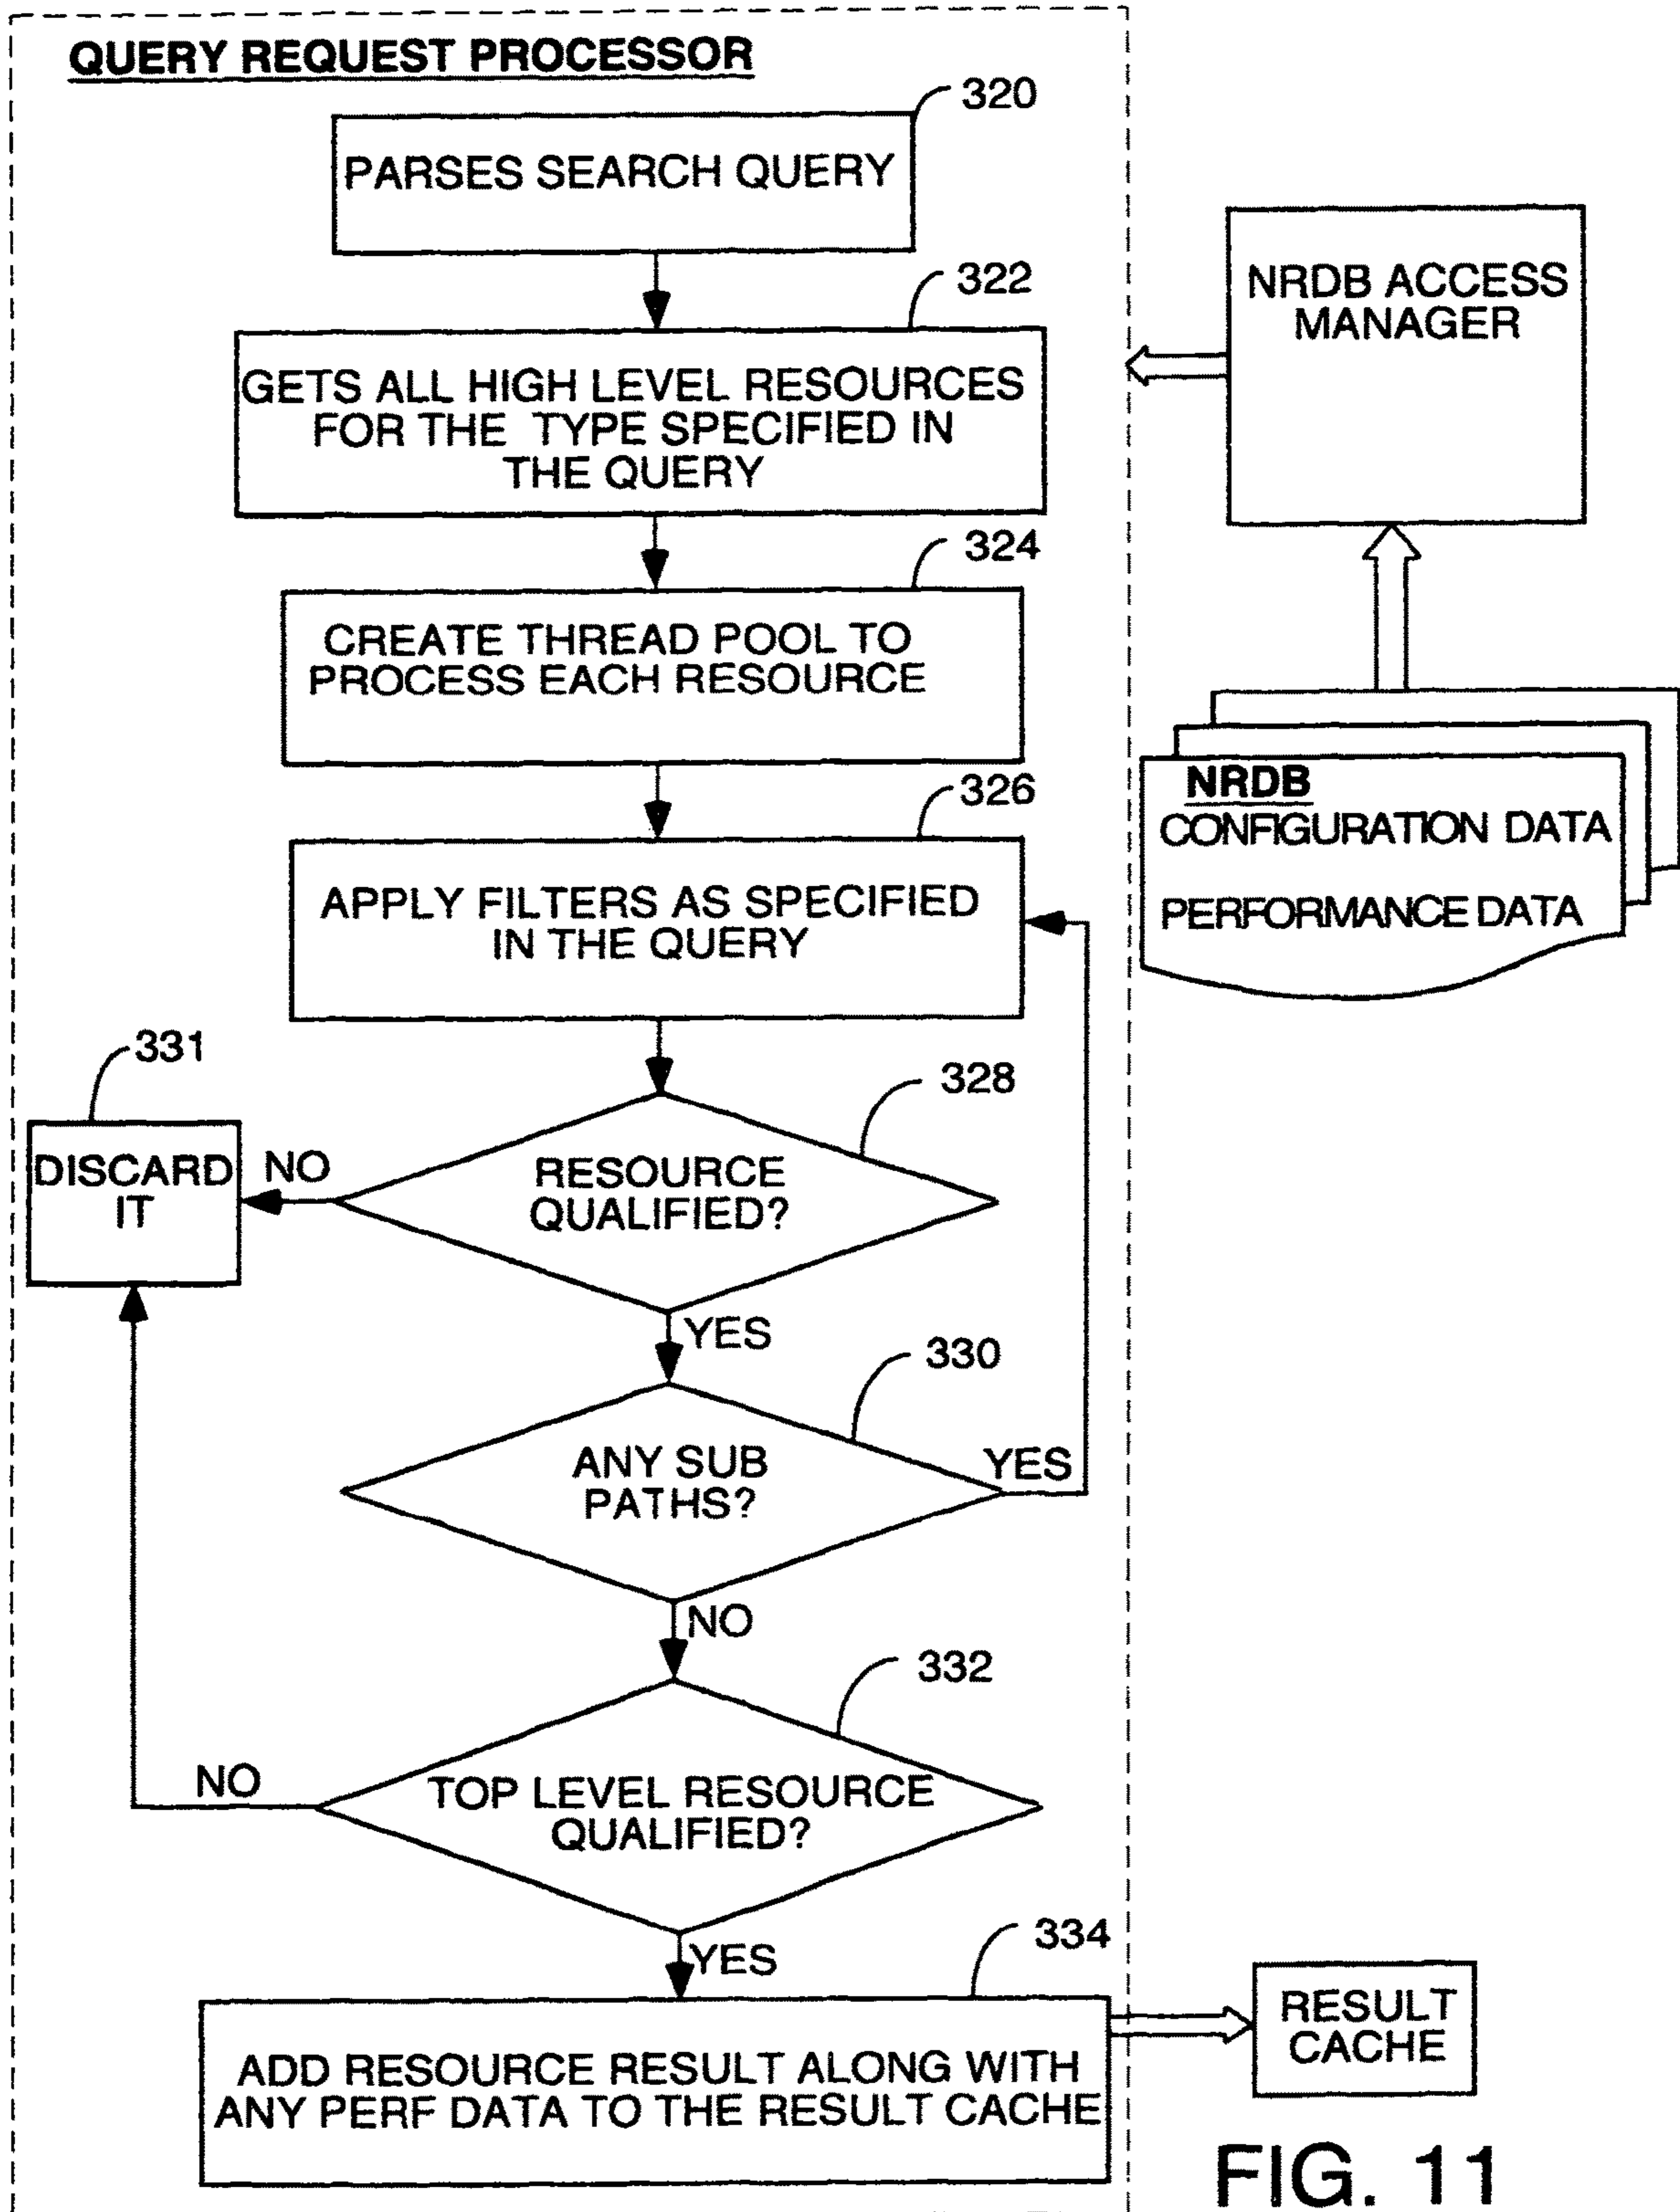 QUERY REQUEST PROCESSOR
320
PARSES SEARCH QUERY
322
GETS ALL HIGH LEVEL RESOURCES
FOR THE TYPE SPECIFIED IN
THE QUERY
NRDB ACCESS
MANAGER
324
CREATE THREAD POOL TO
PROCESS EACH RESOURCE
NRDB
CONFIGURATION DATA
PERFORMANCE DATA
326
APPLY FILTERS AS SPECIFIED
IN THE QUERY
331
DISCARD
IT
NO
328
RESOURCE
QUALIFIED?
YES
330
ANY SUB
PATHS?
YES
NO
332
TOP LEVEL RESOURCE
QUALIFIED?
NO
YES
334
ADD RESOURCE RESULT ALONG WITH
ANY PERF DATA TO THE RESULT CACHE
RESULT
CACHE
FIG. 11